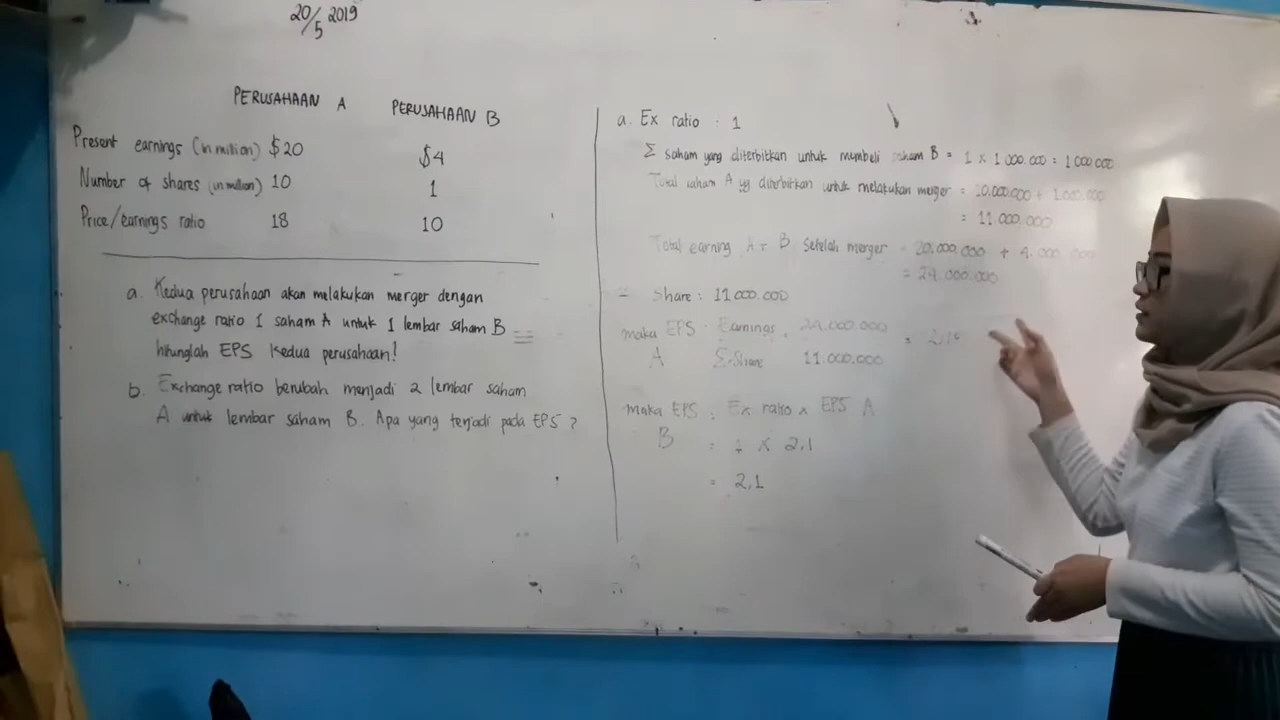 20/5 2019
PERUSAHAAN A PERUSAHAAN B
Present earnings (in million) $20 $4
Number of shares (in million) 10 1
Price/earnings ratio 18 10
a. Kedua perusahaan akan melakukan merger dengan
exchange ratio 1 saham A untuk 1 lembar saham B
hitunglah EPS kedua perusahaan!
b. Exchange ratio berubah menjadi 2 lembar saham
A untuk lembar saham B. Apa yang terjadi pada EPS ?
a. Ex ratio : 1
Σ saham yang diterbitkan untuk membeli saham B = 1 x 1 000.000 = 1.000.000
Total saham A yg diterbitkan untuk melakukan merger = 10.000.000 + 1.000.000
= 11 000.000
Total earning A + B setelah merger = 20.000.000 + 4.000.000
= 24.000.000
Share : 11 000.000
maka EPS : Earnings : 24.000.000 =
A Σ Share 11.000.000
maka EPS : Ex ratio x EPS A
B = 1 x 2,1
= 2,1